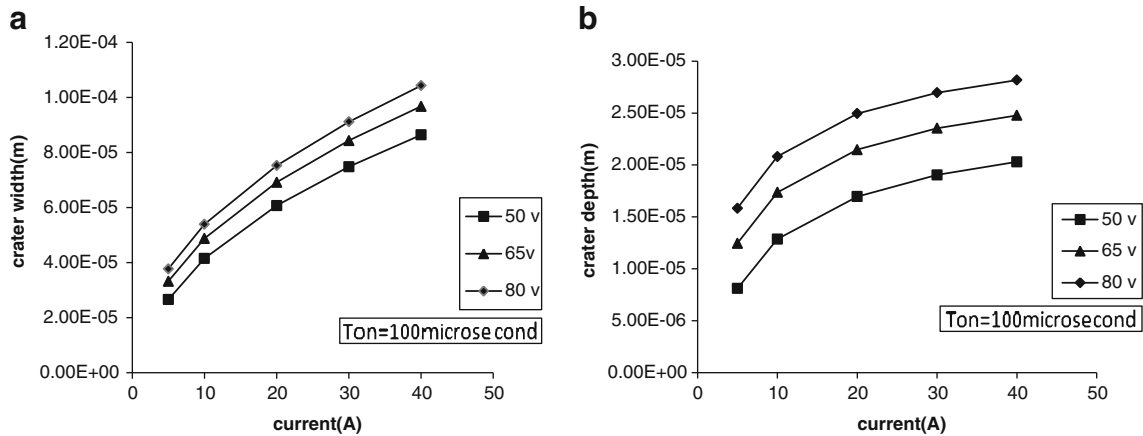 a
1.20E-04
1.00E-04
8.00E-05
6.00E-05
4.00E-05
2.00E-05
0.00E+00
crater width(m)
0 10 20 30 40 50
current(A)
50 v
65v
80 v
Ton=100microsecond
b
3.00E-05
2.50E-05
2.00E-05
1.50E-05
1.00E-05
5.00E-06
0.00E+00
crater depth(m)
0 10 20 30 40 50
current(A)
50 v
65 v
80 v
Ton=100microsecond